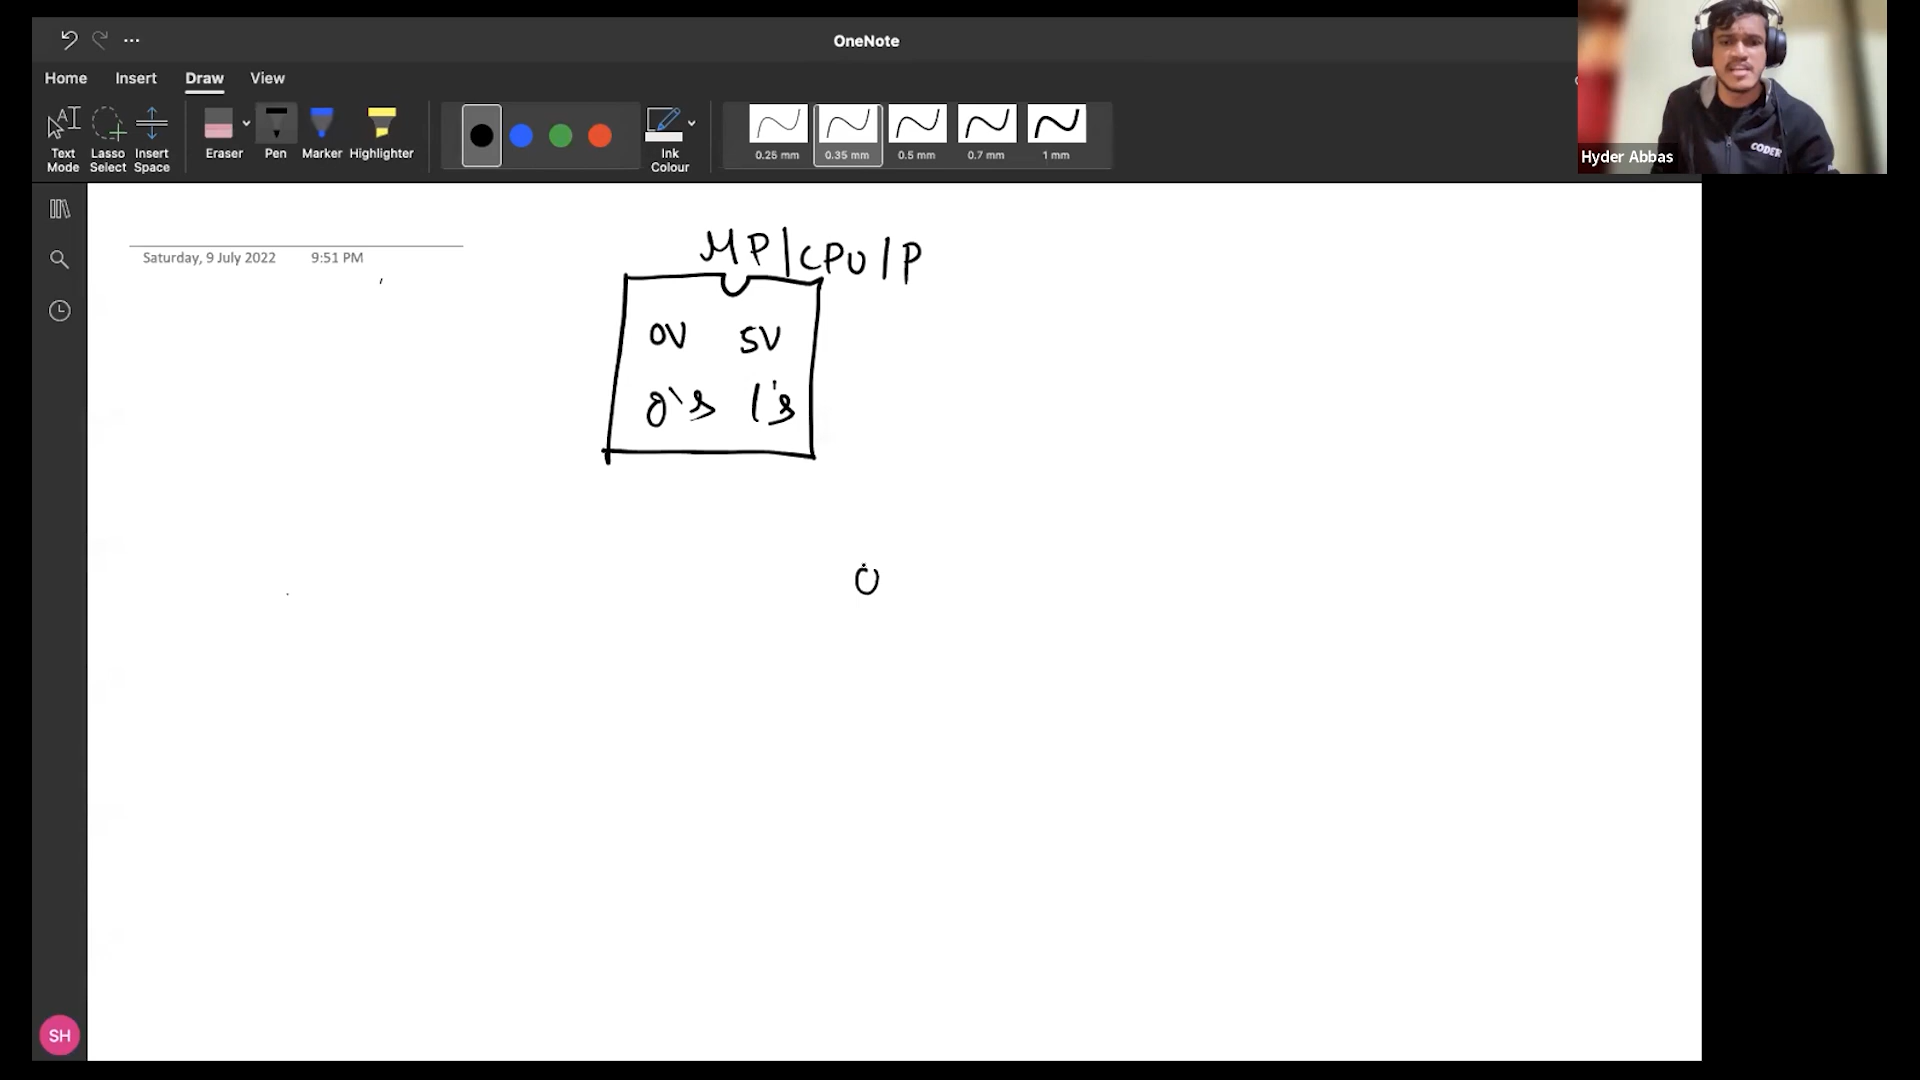 OneNote
Home Insert Draw View
Text Mode
Lasso Select
Insert Space
Eraser
Pen
Marker
Highlighter
Ink Colour
0.25 mm
0.35 mm
0.5 mm
0.7 mm
1 mm
CODER
Hyder Abbas
Saturday, 9 July 2022 9:51 PM
MP|CPU|P
0V 5V
0's 1's
0
SH